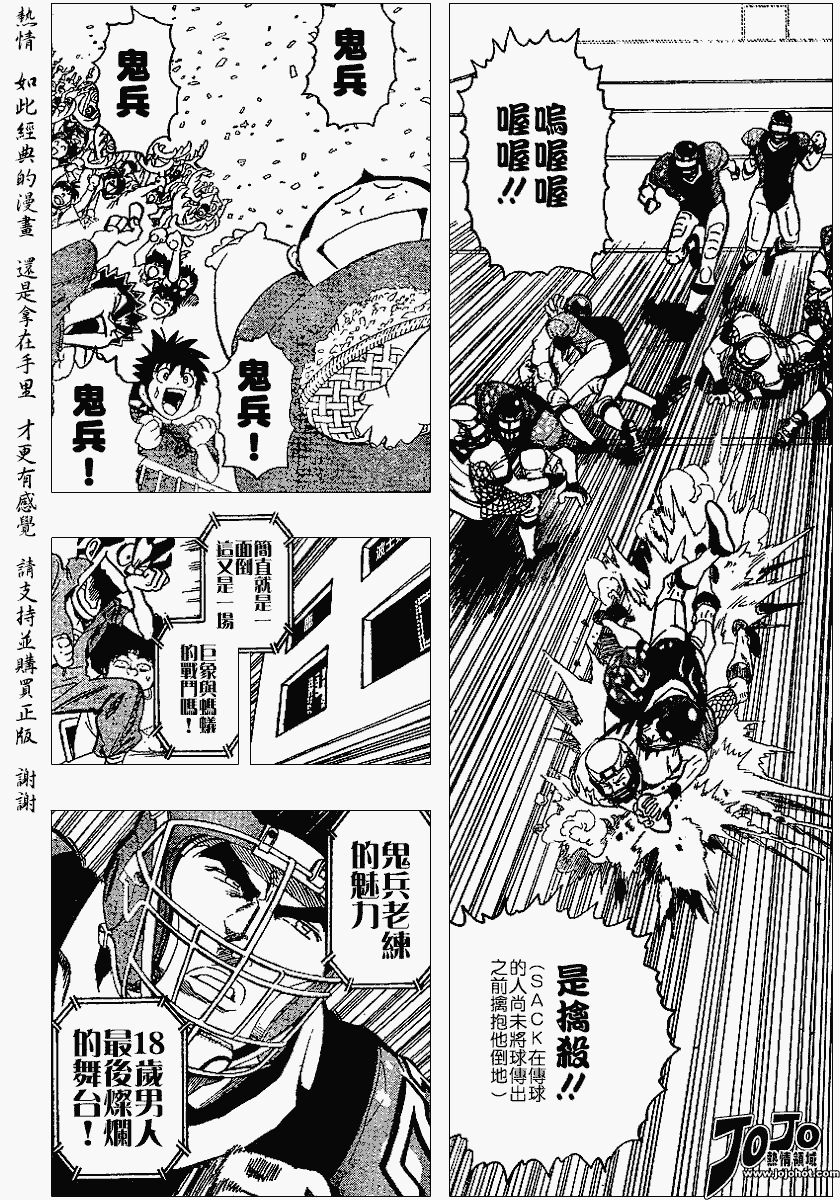 嗚喔喔
喔喔!!
是擒殺!!
(SACK在傳球
的人尚未將球傳出
之前擒抱他倒地)
鬼兵
鬼兵
鬼兵!
鬼兵!
簡直就是一
面倒
這又是一場
巨象與螞蟻
的戰鬥嗎!
鬼兵老練
的魅力
18歲男人
最後燦爛
的舞台!
熱情 如此經典的漫畫 還是拿在手里 才更有感覺 請支持並購買正版 謝謝
JOJO
熱情領域
www.jojohot.com